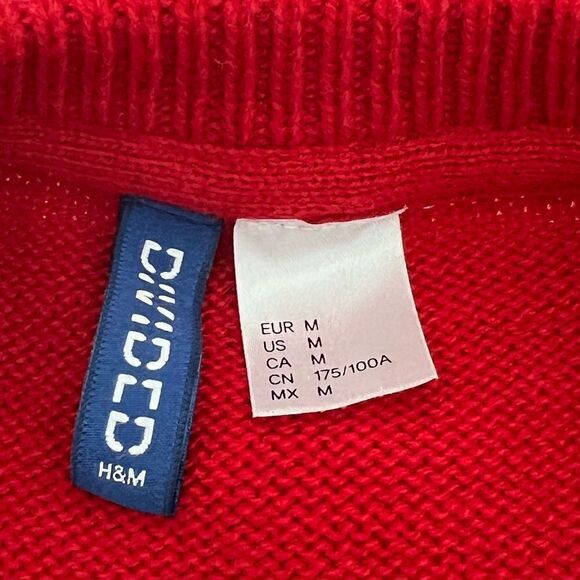 DIVIDED
H&M
EUR M
US M
CA M
CN 175/100A
MX M